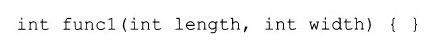 int func1(int length, int width) { }